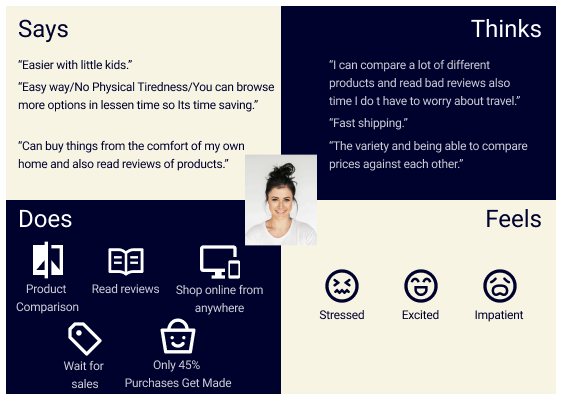 Says
“Easier with little kids.”
“Easy way/No Physical Tiredness/You can browse
more options in lessen time so Its time saving.”
“Can buy things from the comfort of my own
home and also read reviews of products.”
Thinks
“I can compare a lot of different
products and read bad reviews also
time I do t have to worry about travel.”
“Fast shipping.”
“The variety and being able to compare
prices against each other.”
Does
Product
Comparison
Read reviews
Shop online from
anywhere
Wait for
sales
Only 45%
Purchases Get Made
Feels
Stressed
Excited
Impatient